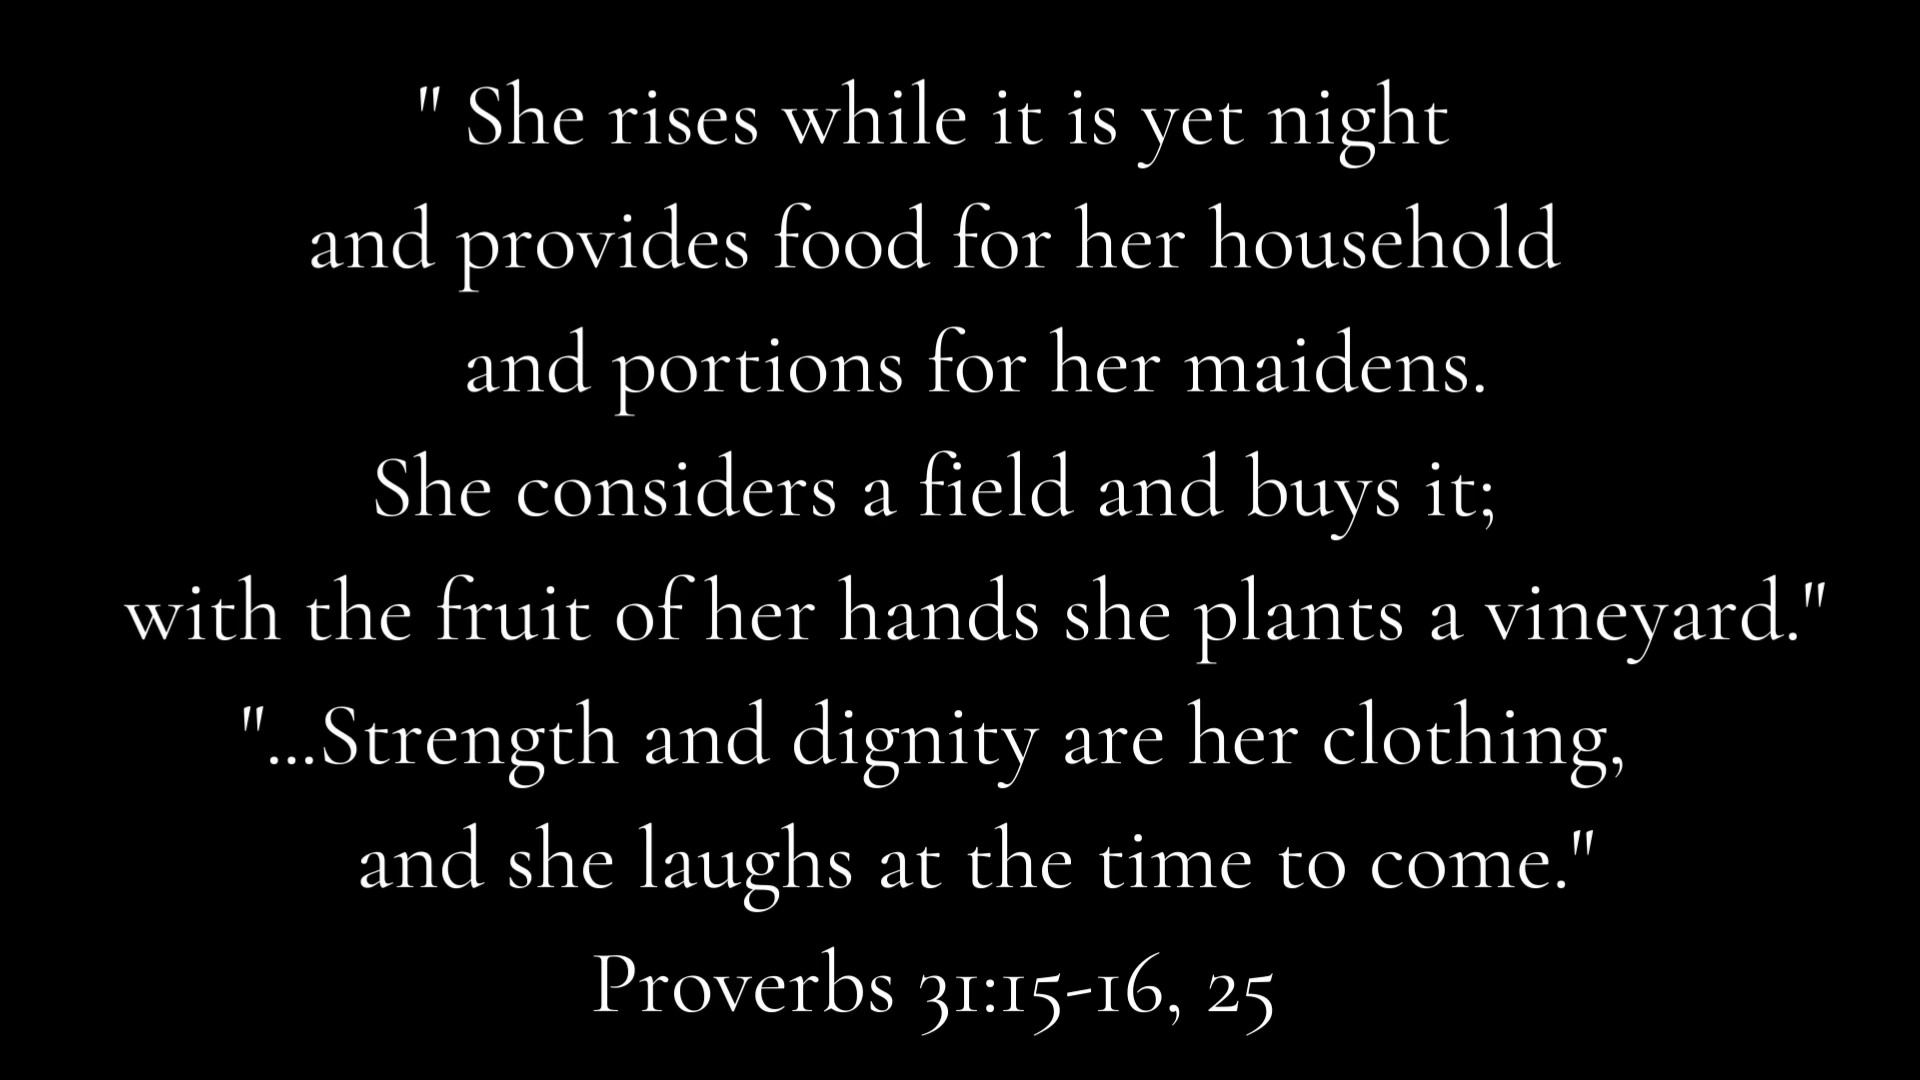 " She rises while it is yet night
and provides food for her household
and portions for her maidens.
She considers a field and buys it;
with the fruit of her hands she plants a vineyard."
"...Strength and dignity are her clothing,
and she laughs at the time to come."
Proverbs 31:15-16, 25